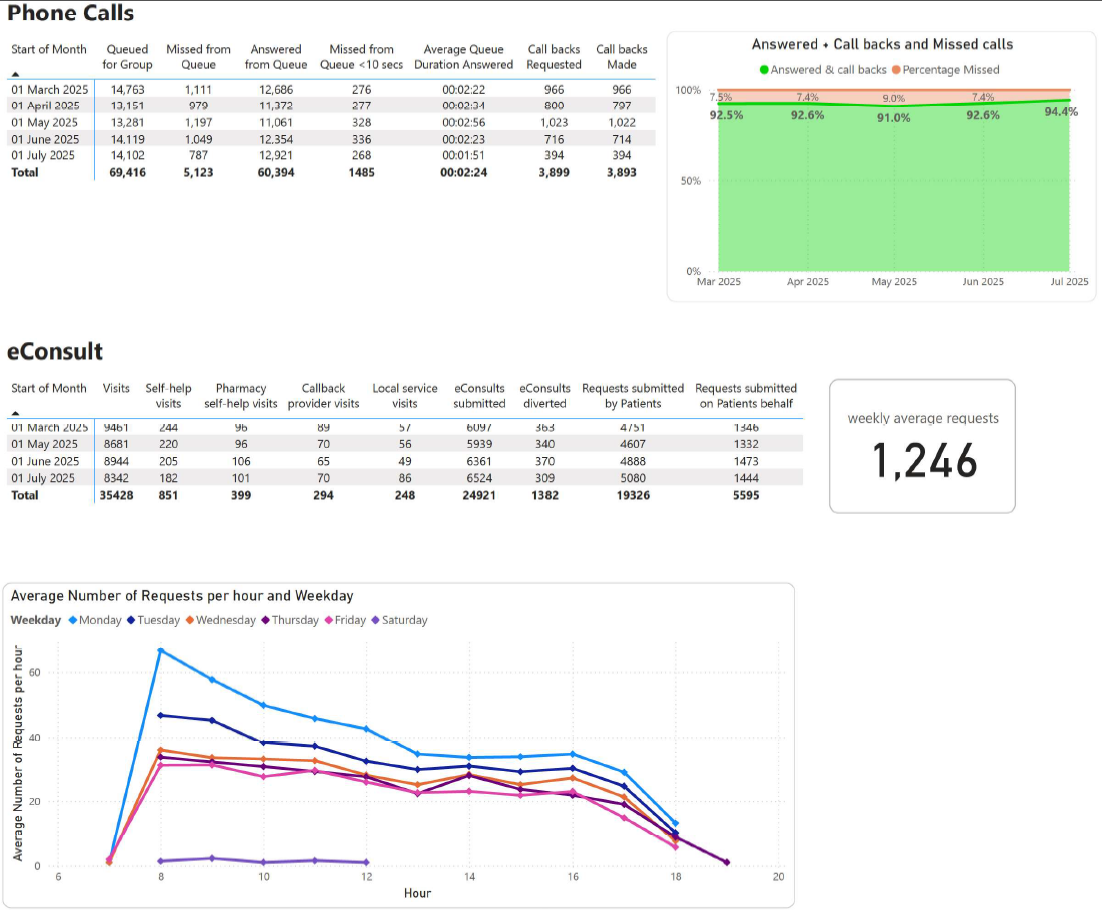 Phone Calls
Start of Month Queued for Group Missed from Queue Answered from Queue Missed from Queue <10 secs Average Queue Duration Answered Call backs Requested Call backs Made
01 March 2025 14,763 1,111 12,686 276 00:02:22 966 966
01 April 2025 13,151 979 11,372 277 00:02:34 800 797
01 May 2025 13,281 1,197 11,061 328 00:02:56 1,023 1,022
01 June 2025 14,119 1,049 12,354 336 00:02:23 716 714
01 July 2025 14,102 787 12,921 268 00:01:51 394 394
Total 69,416 5,123 60,394 1485 00:02:24 3,899 3,893
Answered + Call backs and Missed calls
Answered & call backs Percentage Missed
100%
7.5% 7.4% 9.0% 7.4%
92.5% 92.6% 91.0% 92.6% 94.4%
50%
0%
Mar 2025 Apr 2025 May 2025 Jun 2025 Jul 2025
eConsult
Start of Month Visits Self-help visits Pharmacy self-help visits Callback provider visits Local service visits eConsults submitted eConsults diverted Requests submitted by Patients Requests submitted on Patients behalf
01 March 2025 9461 244 96 89 57 6097 363 4751 1346
01 May 2025 8681 220 96 70 56 5939 340 4607 1332
01 June 2025 8944 205 106 65 49 6361 370 4888 1473
01 July 2025 8342 182 101 70 86 6524 309 5080 1444
Total 35428 851 399 294 248 24921 1382 19326 5595
weekly average requests
1,246
Average Number of Requests per hour and Weekday
Weekday Monday Tuesday Wednesday Thursday Friday Saturday
Average Number of Requests per hour
60
40
20
0
6 8 10 12 14 16 18 20
Hour